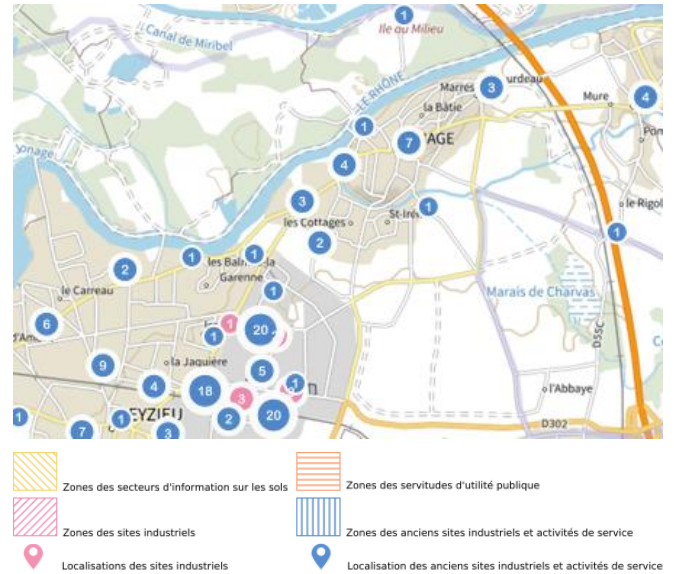 1
Ile au Milieu
Canal de Miribel
LE RHÔNE
Marres
3
urdeau
Mure
4
la Bâtie
1
7
AGE
onage
4
3
St-Iré
1
le Rigol
les Cottages
2
1
1
1
les Bal
la
Garenne
2
1
le Carreau
Marais de Charvas
6
1
20
1
D55C
la Jaquière
9
5
4
18
1
3
l'Abbaye
1
EYZIEU
1
2
20
D302
7
3
Zones des secteurs d'information sur les sols
Zones des servitudes d'utilité publique
Zones des sites industriels
Zones des anciens sites industriels et activités de service
Localisations des sites industriels
Localisation des anciens sites industriels et activités de service